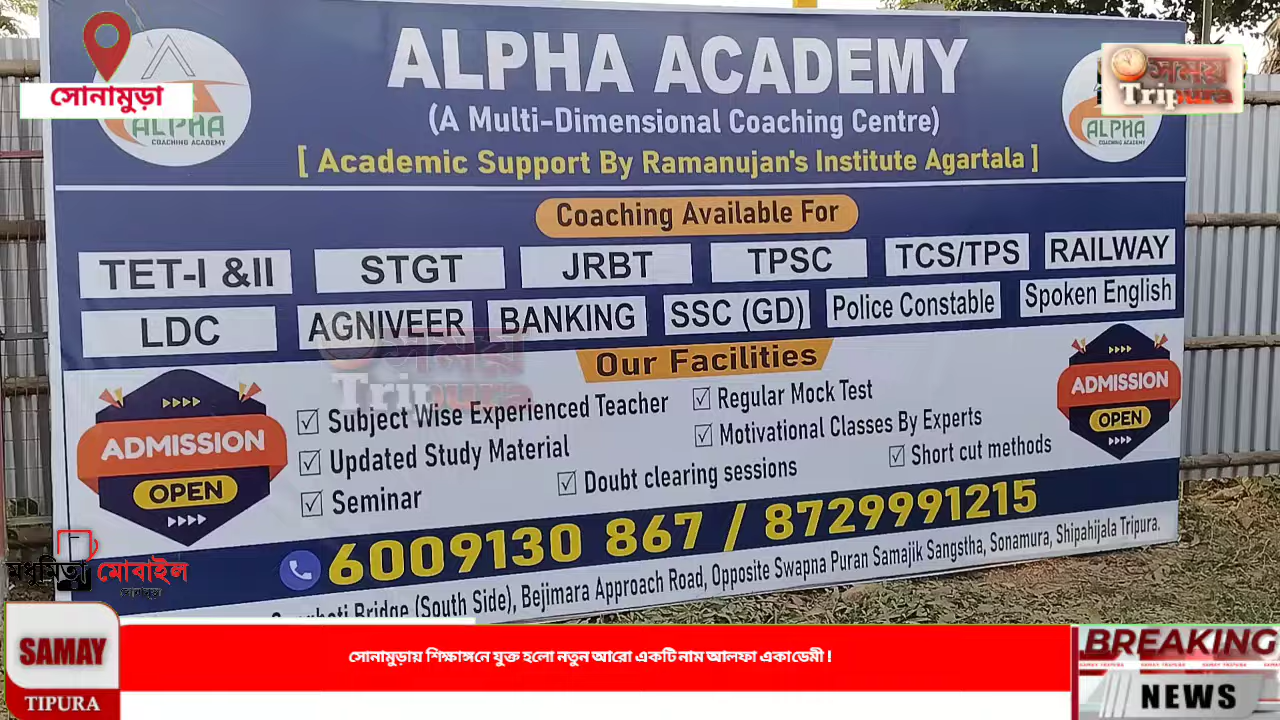 সোনামুড়া
ALPHA
COACHING ACADEMY
ALPHA ACADEMY
(A Multi-Dimensional Coaching Centre)
[ Academic Support By Ramanujan's Institute Agartala ]
সময়
Tripura
ALPHA
COACHING ACADEMY
Coaching Available For
TET-I &II STGT JRBT TPSC TCS/TPS RAILWAY
LDC AGNIVEER BANKING SSC (GD) Police Constable Spoken English
সময়
Tripura
Our Facilities
ADMISSION
OPEN
☑ Subject Wise Experienced Teacher ☑ Regular Mock Test
☑ Updated Study Material ☑ Motivational Classes By Experts
☑ Seminar ☑ Doubt clearing sessions ☑ Short cut methods
ADMISSION
OPEN
6009130 867 / 8729991215
Bridge (South Side), Bejimara Approach Road, Opposite Swapna Puran Samajik Sangstha, Sonamura, Shipahijala Tripura.
মোবাইল
SAMAY
TIPURA
সোনামুড়ায় শিক্ষাঙ্গনে যুক্ত হলো নতুন আরো একটি নাম আলফা একাডেমী !
BREAKING
NEWS